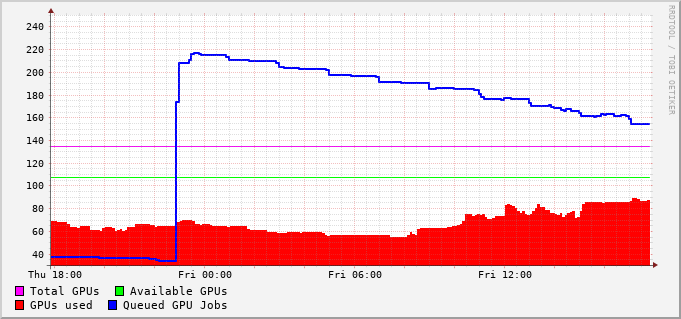 240
220
200
180
160
140
120
100
80
60
40
Thu 18:00 Fri 00:00 Fri 06:00 Fri 12:00
Total GPUs Available GPUs
GPUs used Queued GPU Jobs
RRDTOOL / TOBI OETIKER